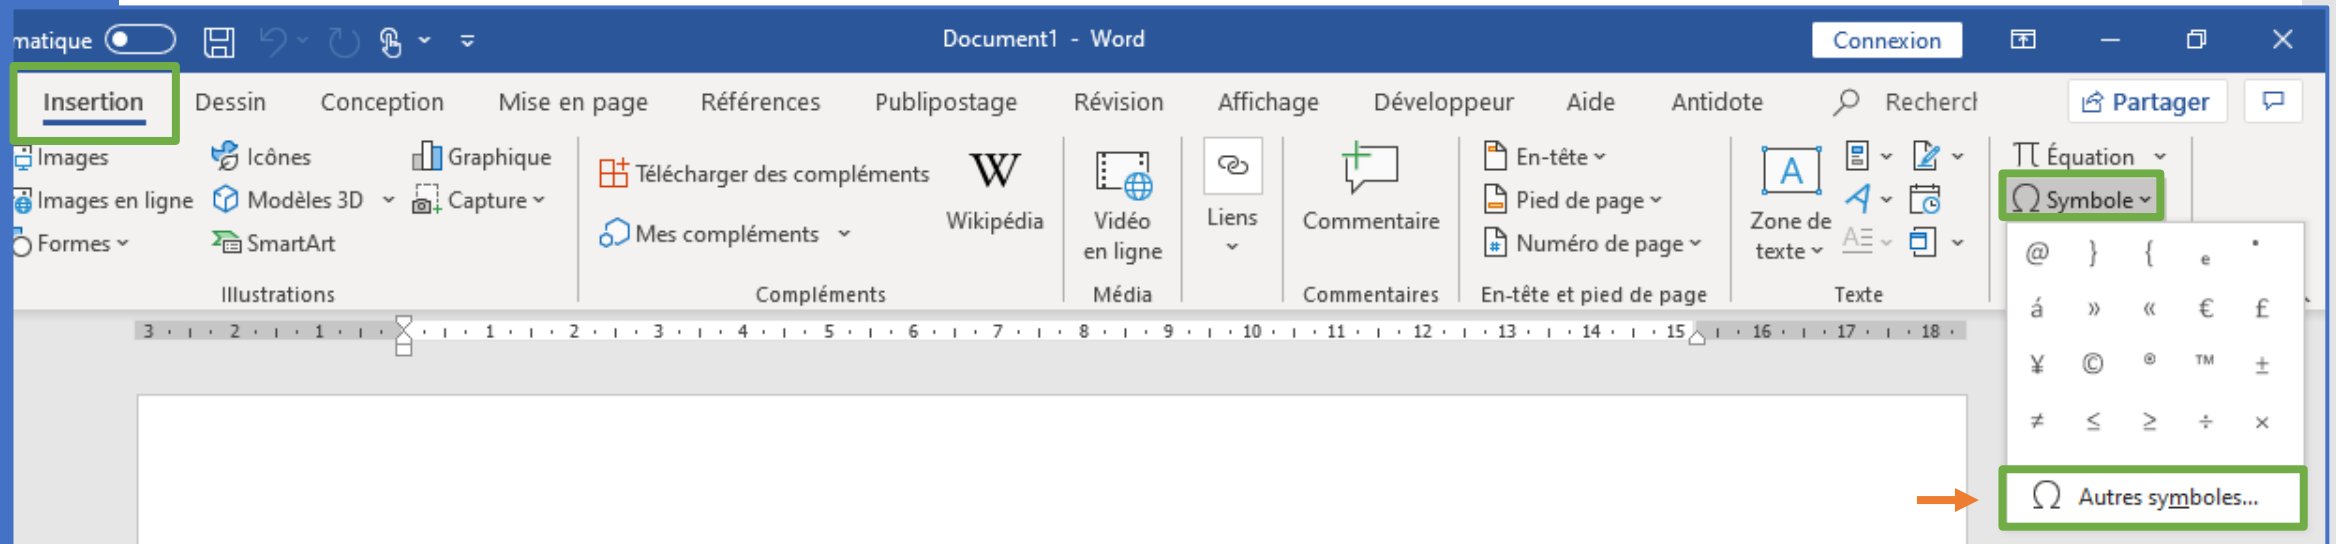 matique Document1 - Word Connexion
Insertion Dessin Conception Mise en page Références Publipostage Révision Affichage Développeur Aide Antidote Recherch Partager
Images Icônes Graphique Télécharger des compléments W En-tête A π Équation
Images en ligne Modèles 3D Capture Pied de page Ω Symbole
Formes SmartArt Mes compléments Wikipédia Vidéo en ligne Liens Commentaire # Numéro de page Zone de texte A
Illustrations Compléments Média Commentaires En-tête et pied de page Texte
3 2 1 1 2 3 4 5 6 7 8 9 10 11 12 13 14 15 16 17 18
@ } { e •
á » « € £
¥ © ® ™ ±
≠ ≤ ≥ ÷ ×
Ω Autres symboles...